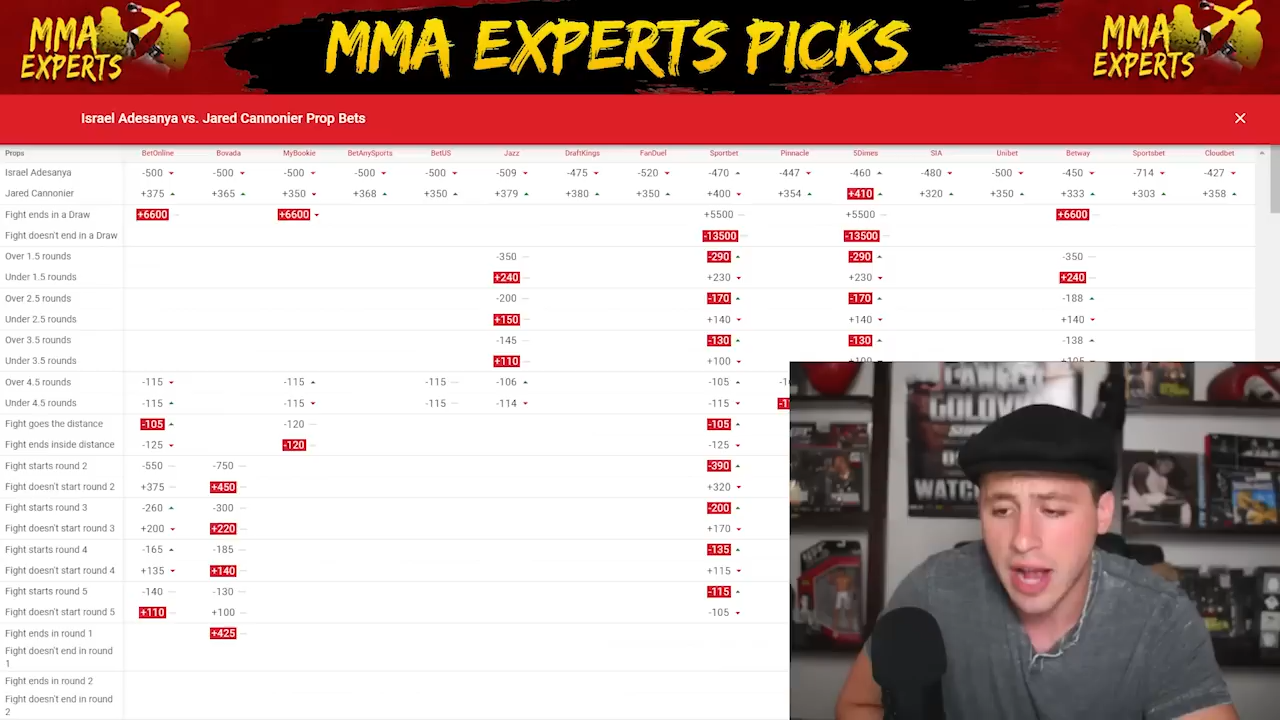 MMA EXPERTS
MMA EXPERTS PICKS
MMA EXPERTS
Israel Adesanya vs. Jared Cannonier Prop Bets
Props BetOnline Bovada MyBookie BetAnySports BetUS Jazz DraftKings FanDuel Sportbet Pinnacle 5Dimes SIA Unibet Betway Sportsbet Cloudbet
Israel Adesanya -500 -500 -500 -500 -500 -509 -475 -520 -470 -447 -460 -480 -500 -450 -714 -427
Jared Cannonier +375 +365 +350 +368 +350 +379 +380 +350 +400 +354 +410 +320 +350 +333 +303 +358
Fight ends in a Draw +6600 +6600 +5500 +5500 +6600
Fight doesn't end in a Draw -13500 -13500
Over 1.5 rounds -350 -290 -290 -350
Under 1.5 rounds +240 +230 +230 +240
Over 2.5 rounds -200 -170 -170 -188
Under 2.5 rounds +150 +140 +140 +140
Over 3.5 rounds -145 -130 -130 -138
Under 3.5 rounds +110 +100
Over 4.5 rounds -115 -115 -115 -106 -105
Under 4.5 rounds -115 -115 -115 -114 -115
Fight goes the distance -105 -120 -105
Fight ends inside distance -125 -120 -125
Fight starts round 2 -550 -750 -390
Fight doesn't start round 2 +375 +450 +320
Fight starts round 3 -260 -300 -200
Fight doesn't start round 3 +200 +220 +170
Fight starts round 4 -165 -185 -135
Fight doesn't start round 4 +135 +140 +115
Fight starts round 5 -140 -130 -115
Fight doesn't start round 5 +110 +100 -105
Fight ends in round 1 +425
Fight doesn't end in round
1
Fight ends in round 2
Fight doesn't end in round
2
GOLOVK
WATCH